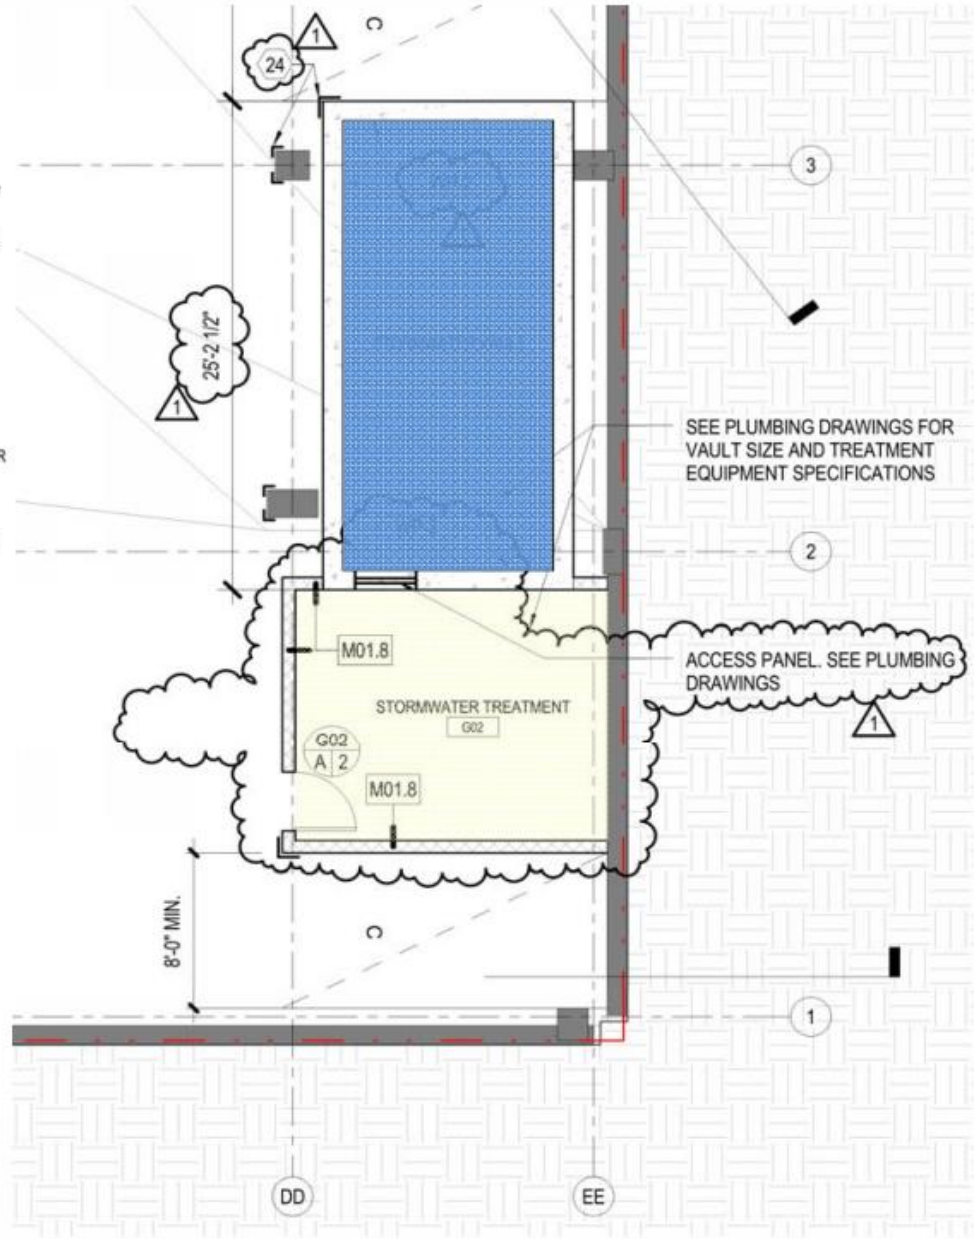 1
C
24
3
25'-2 1/2"
1
SEE PLUMBING DRAWINGS FOR
VAULT SIZE AND TREATMENT
EQUIPMENT SPECIFICATIONS
R
2
M01.8
ACCESS PANEL. SEE PLUMBING
DRAWINGS
1
STORMWATER TREATMENT
G02
G02
A 2
M01.8
8'-0" MIN.
C
1
DD
EE